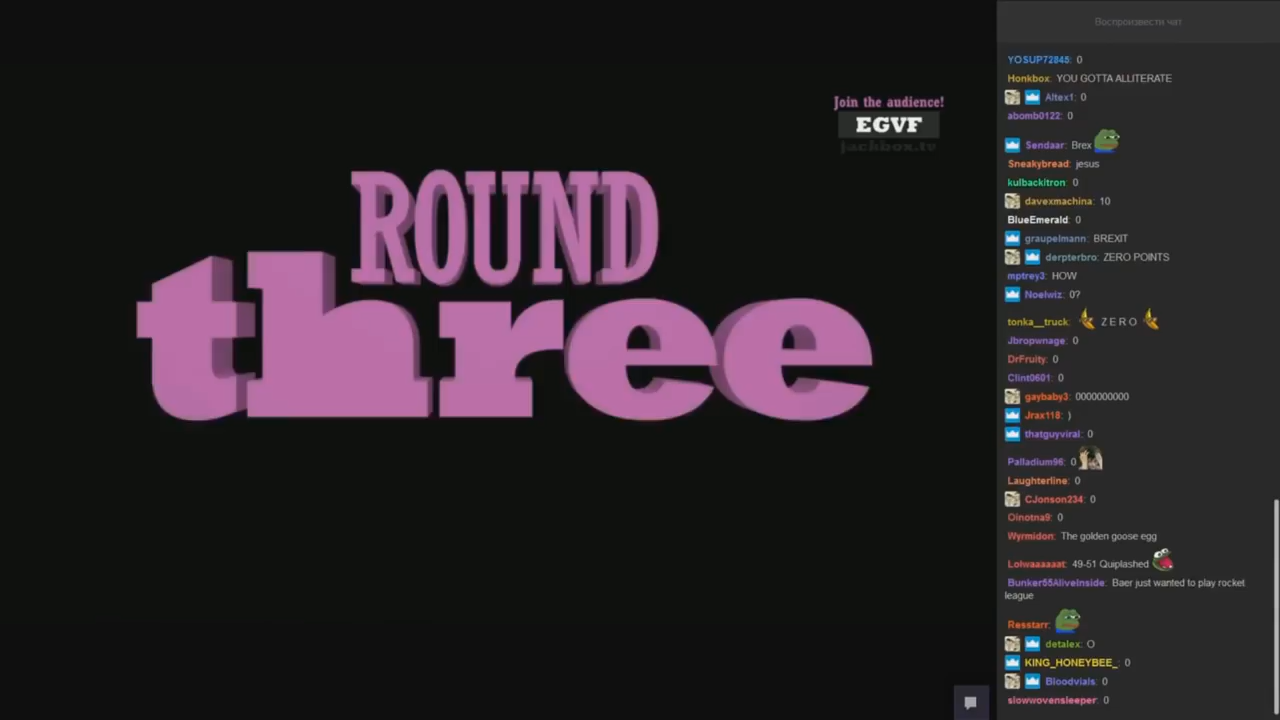 Join the audience!
EGVF
jackbox.tv
ROUND
three
Воспроизвести чат
YOSUP72845: 0
Honkbox: YOU GOTTA ALLITERATE
Altex1: 0
abomb0122: 0
Sendaar: Brex
Sneakybread: jesus
kulbackitron: 0
davexmachina: 10
BlueEmerald: 0
graupelmann: BREXIT
derpterbro: ZERO POINTS
mptrey3: HOW
Noelwiz: 0?
tonka__truck: Z E R O
Jbropwnage: 0
DrFruity: 0
Clint0601: 0
gaybaby3: 0000000000
Jrax118: )
thatguyviral: 0
Palladium96: 0
Laughterline: 0
CJonson234: 0
Oinotna9: 0
Wyrmidon: The golden goose egg
Lolwaaaaaat: 49-51 Quiplashed
Bunker55AliveInside: Baer just wanted to play rocket
league
Resstarr:
detalex: O
KING_HONEYBEE_: 0
Bloodvials: 0
slowwovensleeper: 0